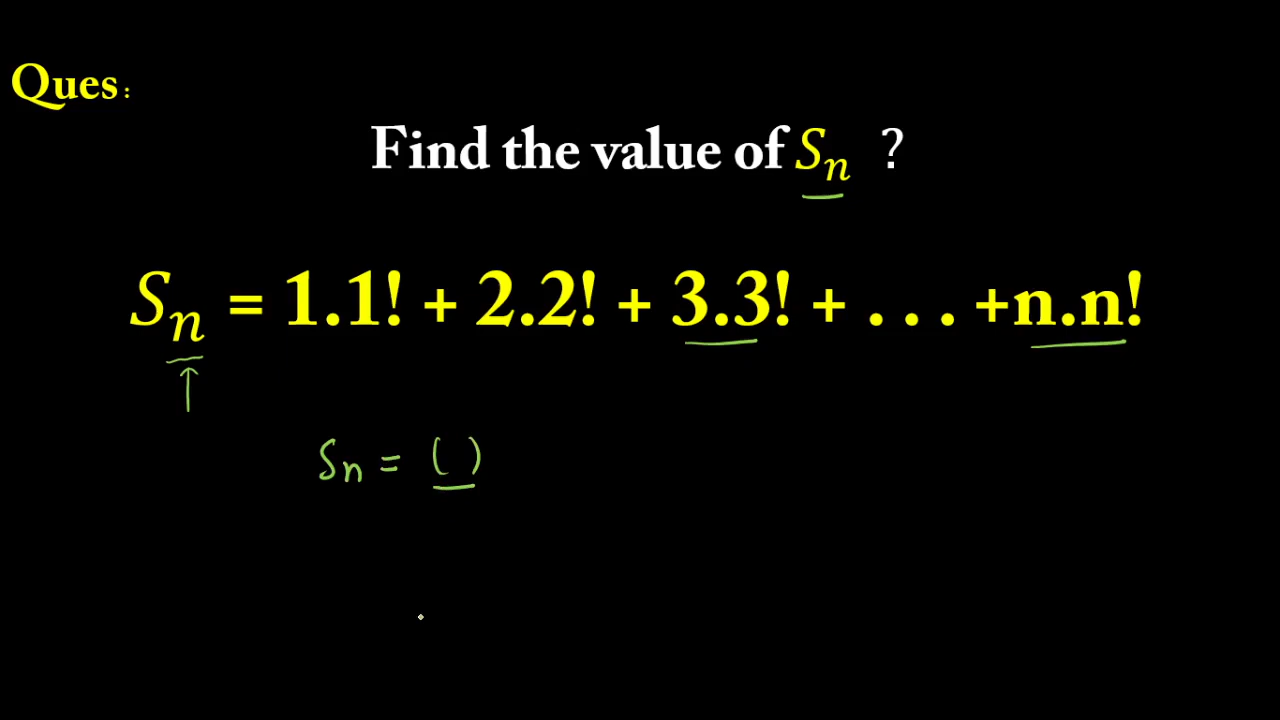 Ques :
Find the value of Sₙ ?
Sₙ = 1.1! + 2.2! + 3.3! + . . . +n.n!
Sn = ( )